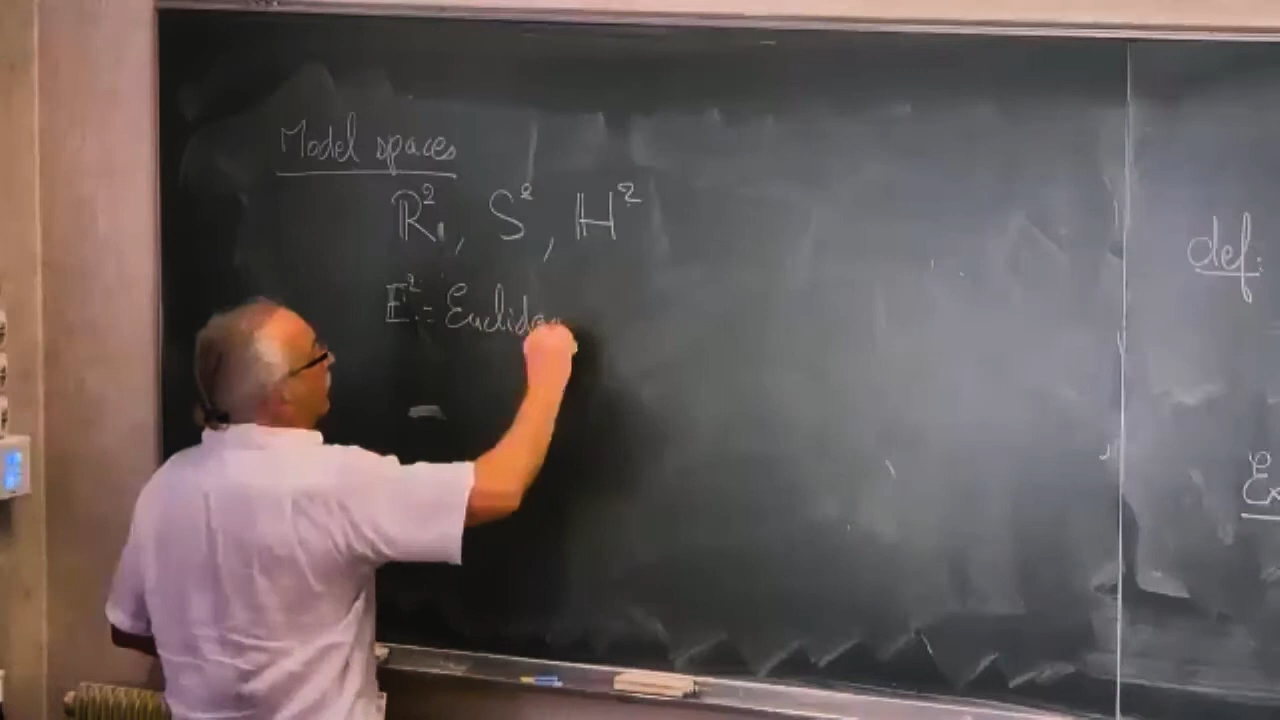 Model spaces
ℝ², S², ℍ²
𝔼² := Euclidea
def:
Ex